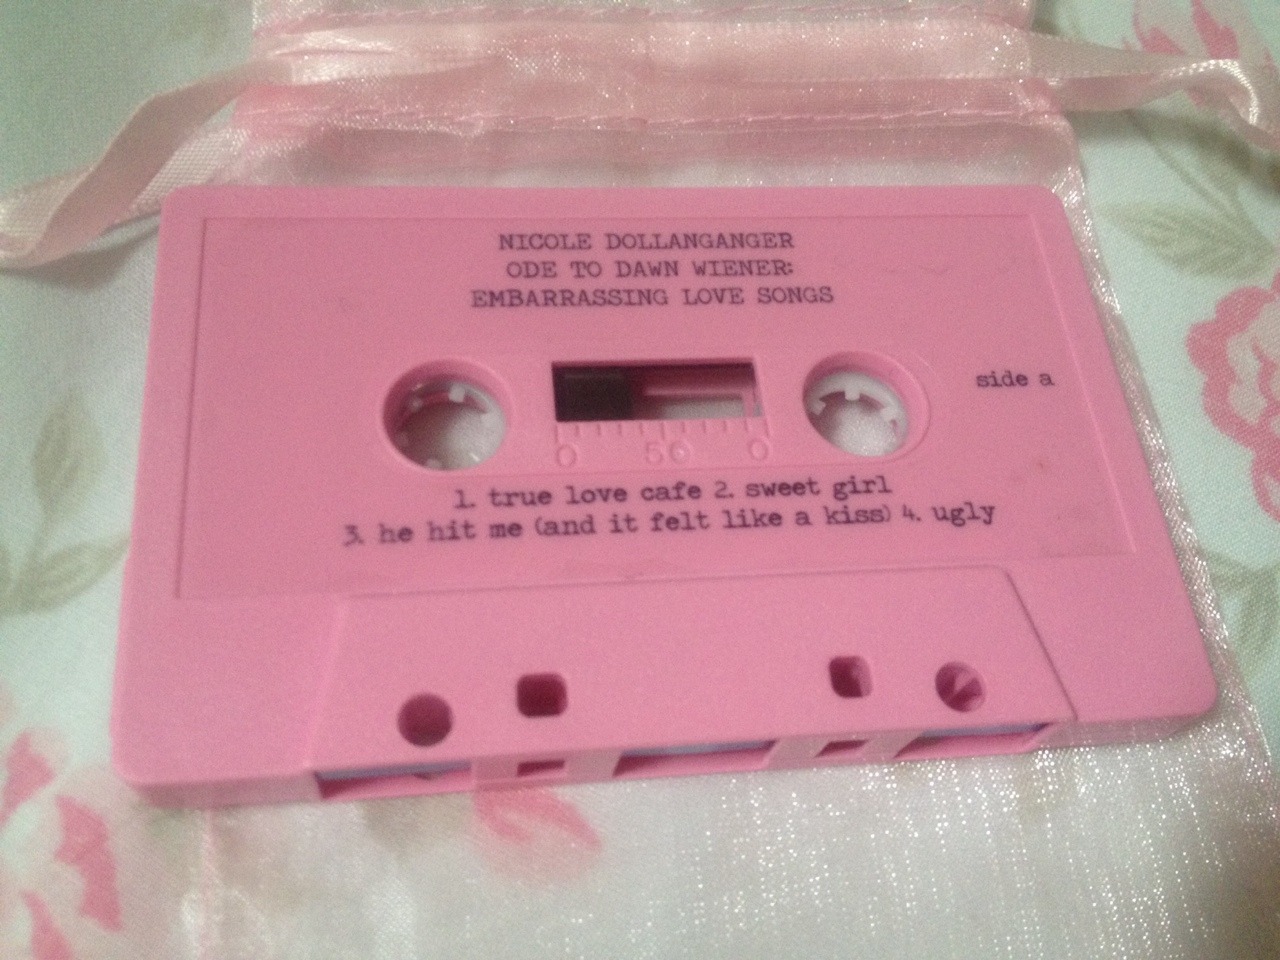 NICOLE DOLLANGANGER
ODE TO DAWN WIENER:
EMBARRASSING LOVE SONGS
side a
0 50 0
1. true love cafe 2. sweet girl
3. he hit me (and it felt like a kiss) 4. ugly